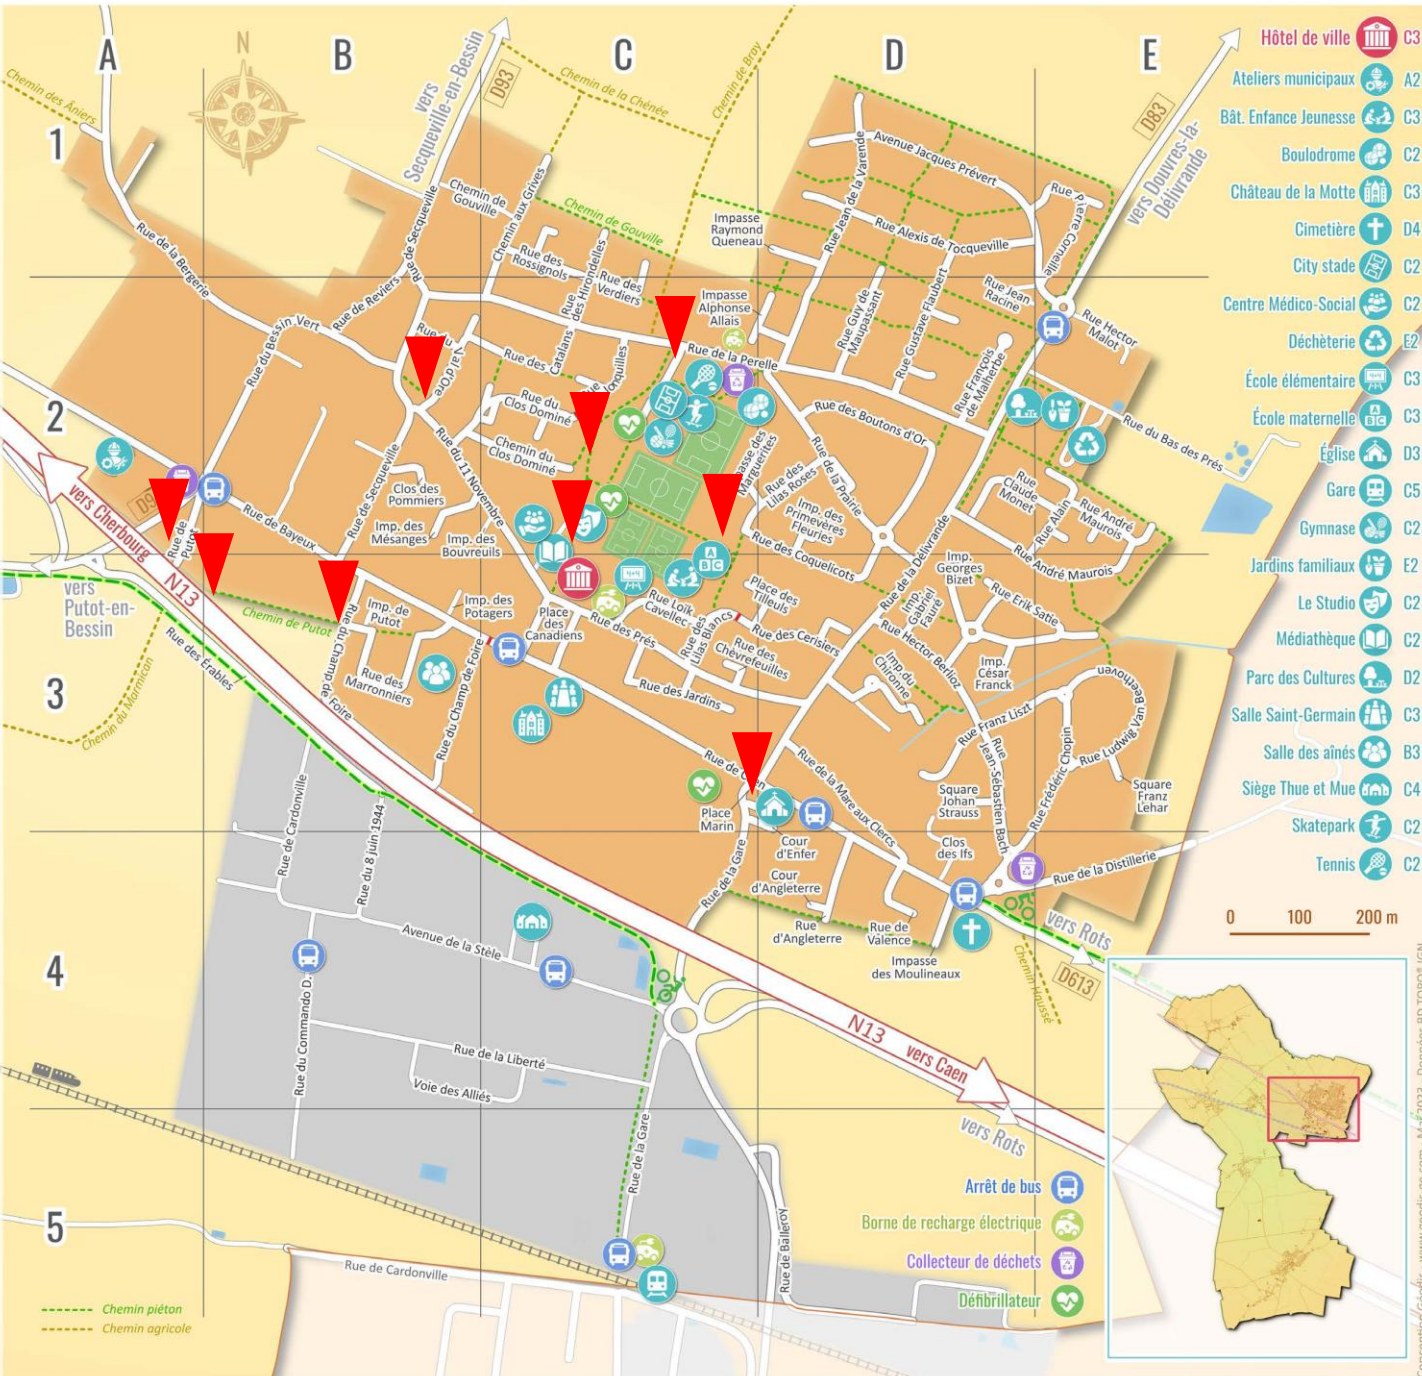 A
B
C
D
E
N
1
2
3
4
5
Chemin des Âniers
vers
Secqueville-en-Bessin
D93
Chemin de la Chênée
Chemin de Bray
D83
vers Douvres-la-
Délivrande
Hôtel de ville C3
Ateliers municipaux A2
Bât. Enfance Jeunesse C3
Boulodrome C2
Château de la Motte C3
Cimetière D4
City stade C2
Centre Médico-Social C2
Déchèterie E2
École élémentaire C3
École maternelle C3
A
B C
Église D3
Gare C5
Gymnase C2
Jardins familiaux E2
Le Studio C2
Médiathèque C2
Parc des Cultures D2
Salle Saint-Germain C3
Salle des aînés B3
Siège Thue et Mue C4
Skatepark C2
Tennis C2
0 100 200 m
Avenue Jacques Prévert
Rue Jean de la Varende
Rue Pierre Corneille
Rue Alexis de Tocqueville
Impasse
Raymond
Queneau
Chemin de
Gouville
Chemin aux Grives
Chemin de Gouville
Rue de Secqueville
Rue de la Bergerie
Rue des
Rossignols
Rue
des Hirondelles
Rue des
Verdiers
Rue de Reviers
Rue du Bessin Vert
Impasse
Alphonse
Allais
Rue Guy de
Maupassant
Rue Gustave Flaubert
Rue Jean
Racine
Rue Hector
Malot
Rue François
de Malherbe
Rue de la Perelle
Rue du Val d'Orc
Rue des
Catalans
Rue du
Clos Dominé
Chemin du
Clos Dominé
Rue du 11 Novembre
Rue de Secqueville
Clos des
Pommiers
Imp. des
Mésanges
Imp. des
Bouvreuils
Rue des Boutons d'Or
Rue de la Prairie
Rue des
Lilas Roses
Imp. des
Primevères
Fleuries
Rue des Coquelicots
Rue de la Délivrande
Rue du Bas des Prés
Rue
Claude
Monet
Rue Alain
Rue André
Maurois
Rue André Maurois
Rue de Bayeux
Rue de
Putot
vers Cherbourg
N13
vers
Putot-en-
Bessin
Chemin de Putot
Rue du Champ de Foire
Imp. de
Putot
Imp. des
Potagers
Place
des
Canadiens
A
B C
Rue Loïk
Cavellec
Rue des Prés
Rue des
Lilas Blancs
Place des
Tilleuls
Rue des Cerisiers
Rue des
Chèvrefeuilles
Rue des Jardins
Imp.
Georges
Bizet
Imp.
Gabriel
Fauré
Rue Erik Satie
Rue Hector Berlioz
Imp. du
Chironne
Imp.
César
Franck
Rue Franz Liszt
Rue
Jean-Sébastien Bach
Rue Frédéric Chopin
Rue Ludwig Van Beethoven
Square
Franz
Lehar
Square
Johan
Strauss
Rue des
Marronniers
Rue du Champ de Foire
Rue des Érables
Chemin du Marmican
Rue de la Mare aux Clercs
Place
Marin
Cour
d'Enfer
Cour
d'Angleterre
Clos
des Ifs
Rue de la Distillerie
Rue
d'Angleterre
Rue de
Valence
Impasse
des Moulineaux
vers Rots
Chemin Haussé
D613
Rue de Cardonville
Rue du 8 juin 1944
Rue de la Gare
Avenue de la Stèle
Rue du Commando D.
Rue de la Liberté
Voie des Alliés
N13 vers Caen
vers Rots
Rue de la Gare
Rue de Balleroy
Rue de Cardonville
Arrêt de bus
Borne de recharge électrique
Collecteur de déchets
Défibrillateur
Chemin piéton
Chemin agricole